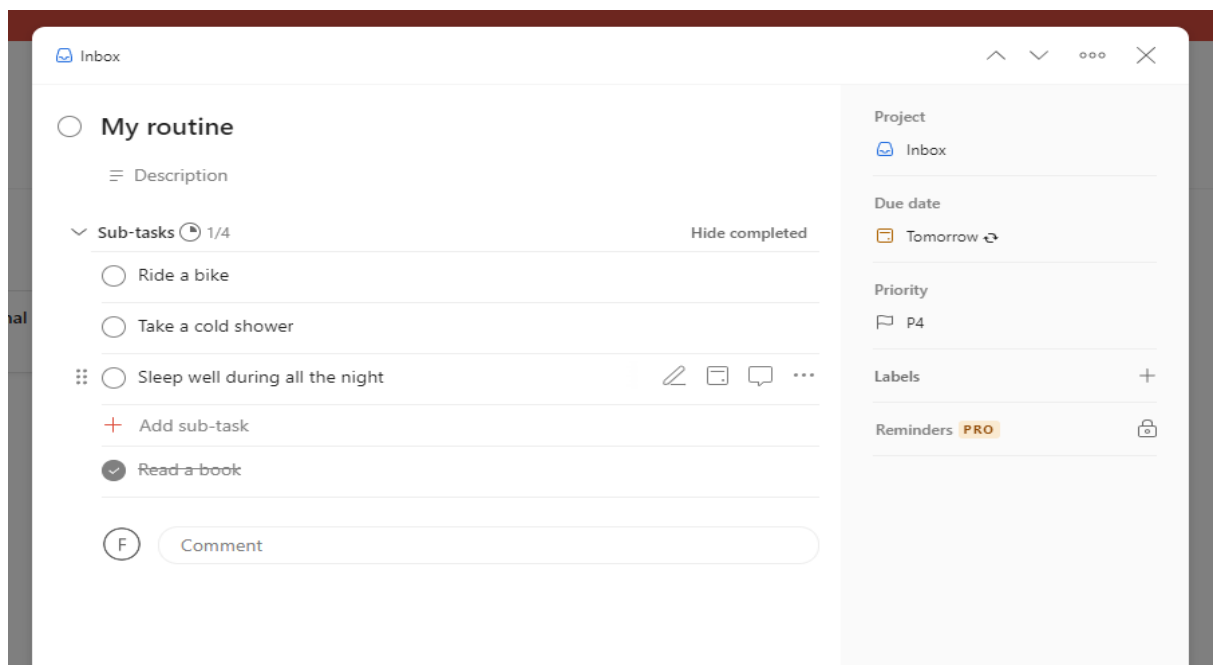 Inbox
My routine
Description
Sub-tasks 1/4 Hide completed
Ride a bike
Take a cold shower
Sleep well during all the night
Add sub-task
Read a book
F Comment
Project
Inbox
Due date
Tomorrow
Priority
P4
Labels
Reminders PRO